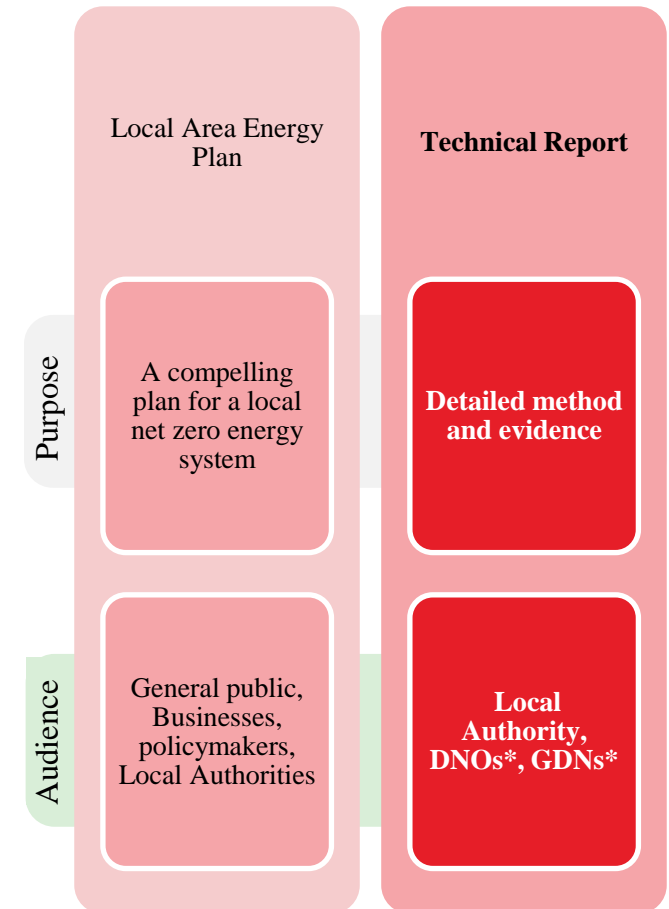 Local Area Energy
Plan
Technical Report
Purpose
A compelling
plan for a local
net zero energy
system
Detailed method
and evidence
Audience
General public,
Businesses,
policymakers,
Local Authorities
Local
Authority,
DNOs*, GDNs*